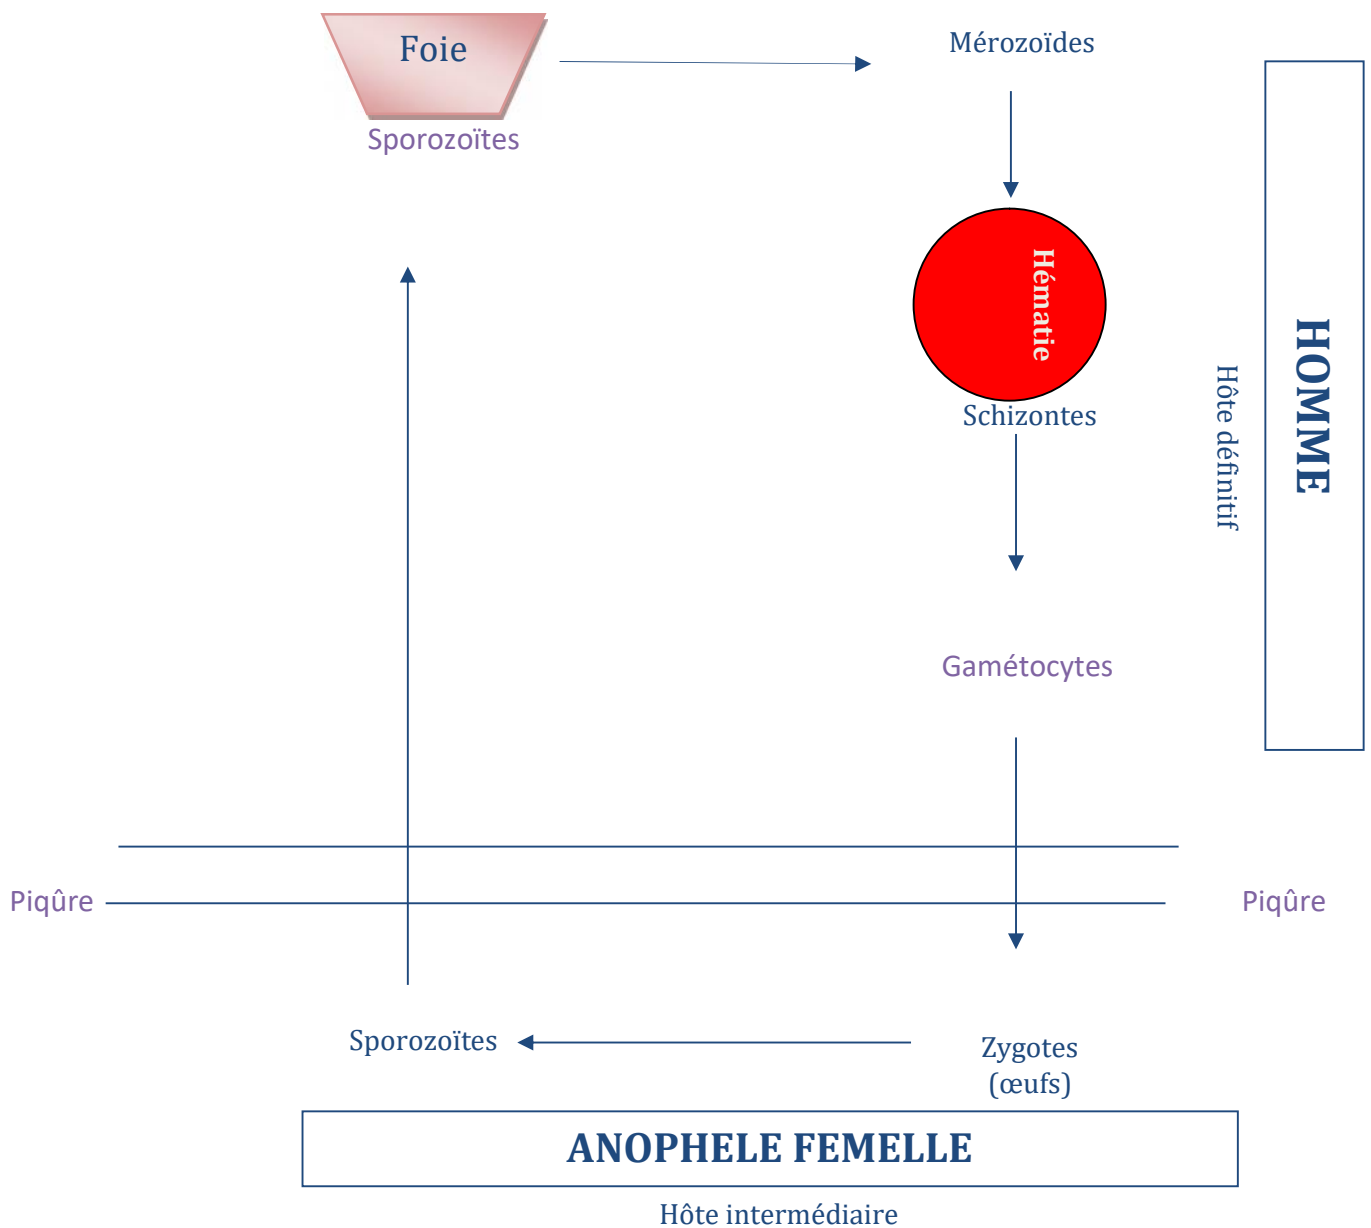 Foie
Mérozoïdes
Sporozoïtes
Hématie
Schizontes
HOMME
Hôte définitif
Gamétocytes
Piqûre
Piqûre
Sporozoïtes
Zygotes
(œufs)
ANOPHELE FEMELLE
Hôte intermédiaire